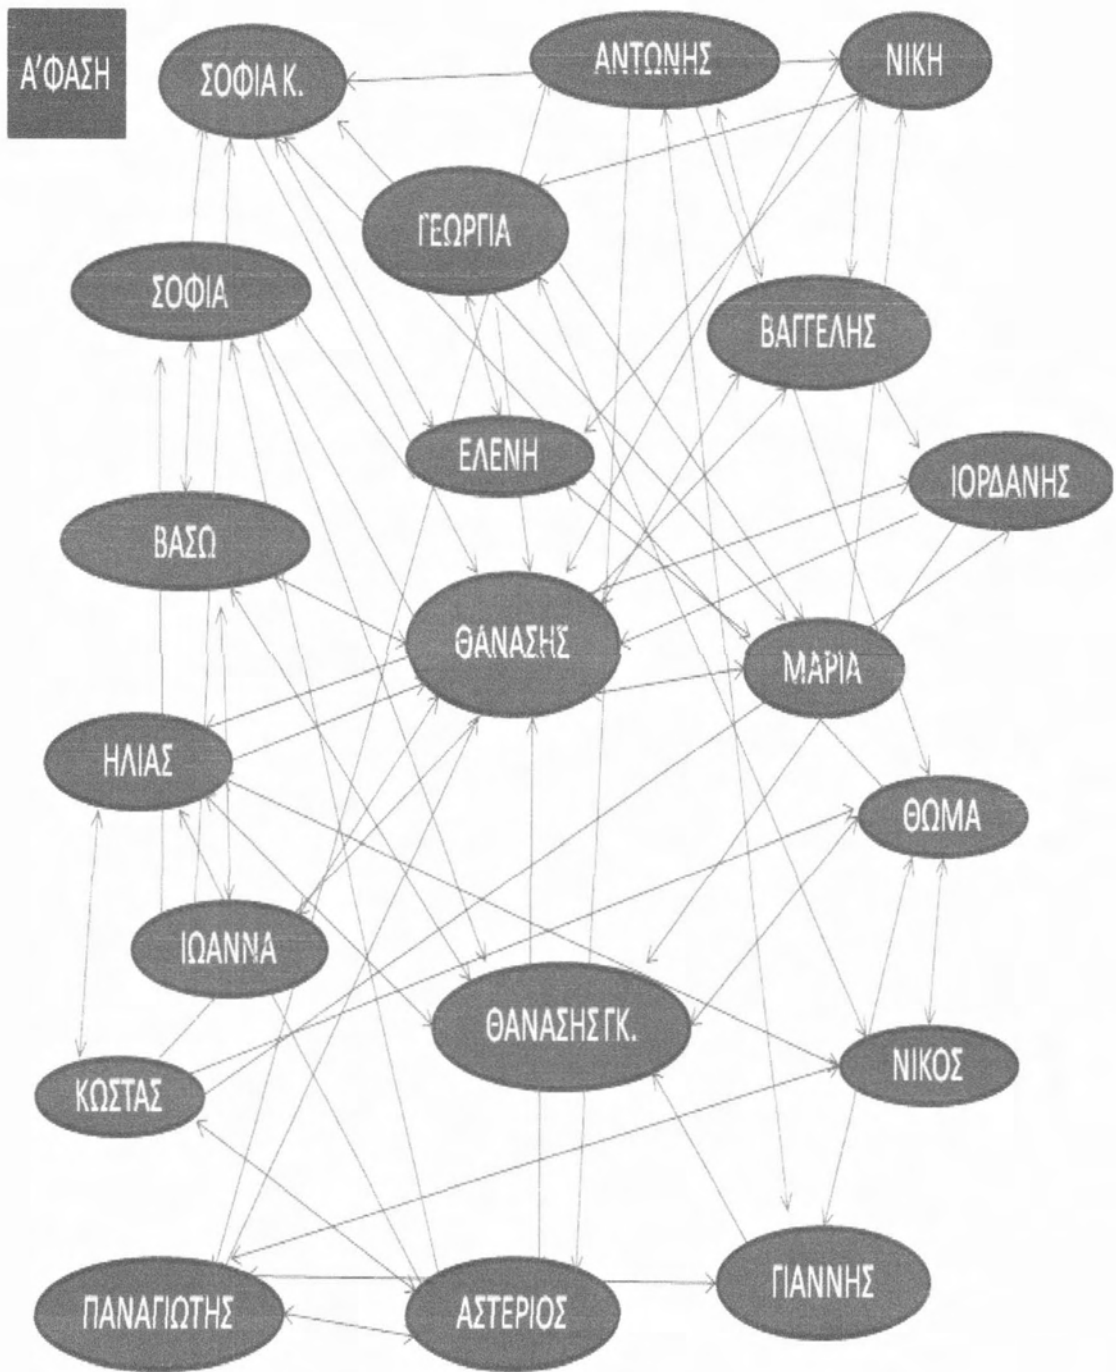 Α'ΦΑΣΗ
ΣΟΦΙΑ Κ.
ΑΝΤΩΝΗΣ
ΝΙΚΗ
ΓΕΩΡΓΙΑ
ΣΟΦΙΑ
ΒΑΓΓΕΛΗΣ
ΕΛΕΝΗ
ΙΟΡΔΑΝΗΣ
ΒΑΣΩ
ΘΑΝΑΣΗΣ
ΜΑΡΙΑ
ΗΛΙΑΣ
ΘΩΜΑ
ΙΩΑΝΝΑ
ΘΑΝΑΣΗΣ ΓΚ.
ΝΙΚΟΣ
ΚΩΣΤΑΣ
ΠΑΝΑΓΙΩΤΗΣ
ΑΣΤΕΡΙΟΣ
ΓΙΑΝΝΗΣ